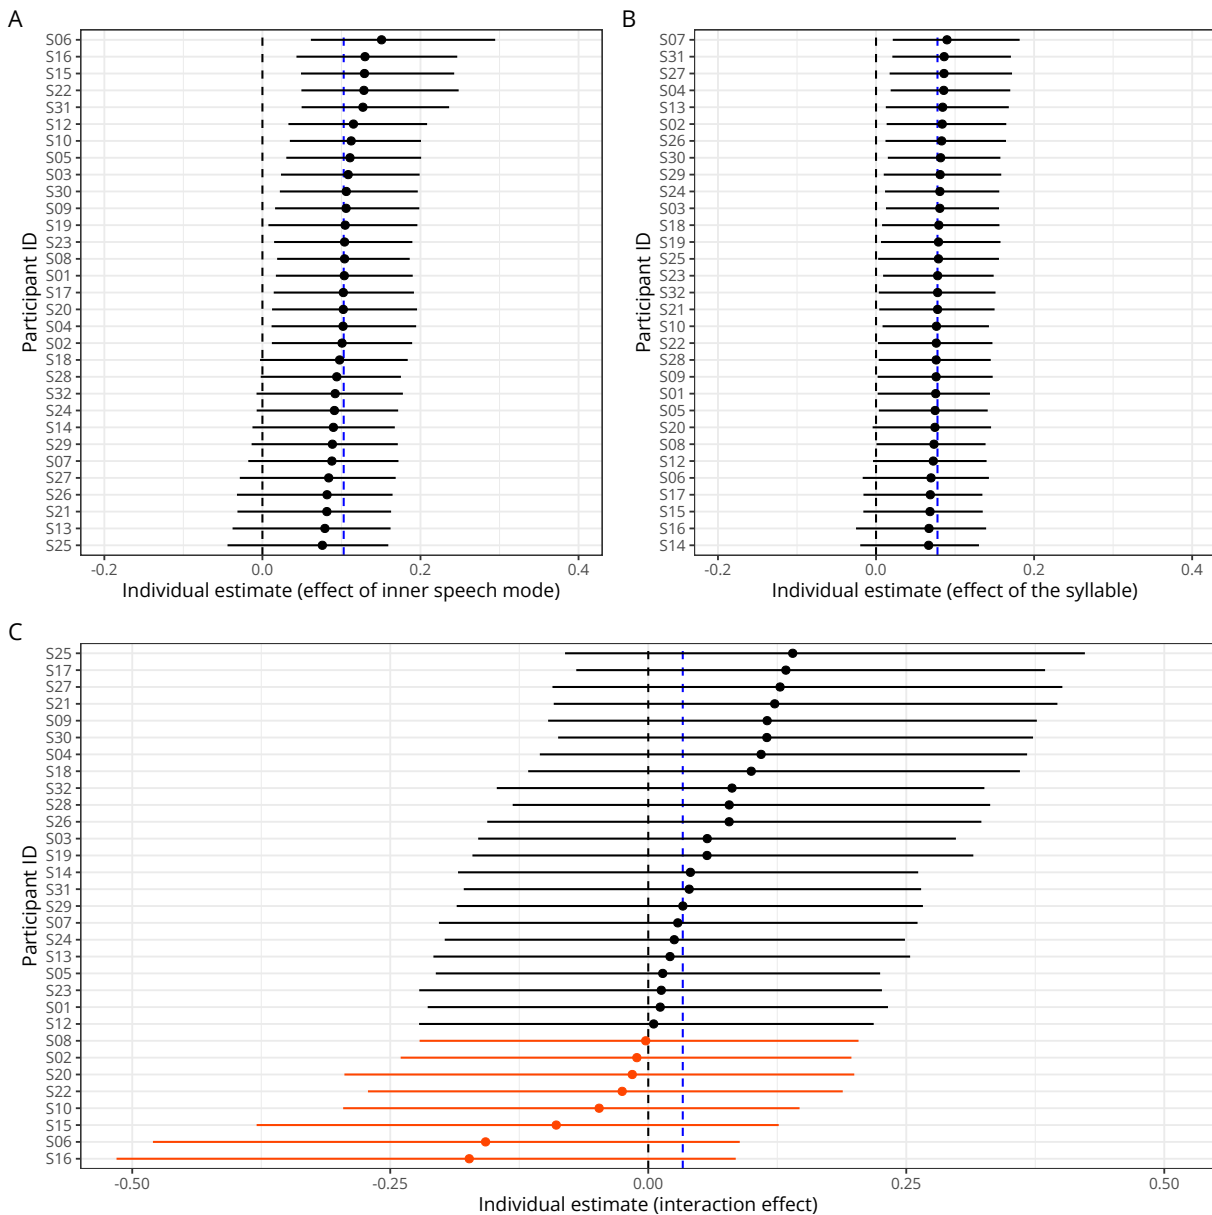 A
Participant ID
S06
S16
S15
S22
S31
S12
S10
S05
S03
S30
S09
S19
S23
S08
S01
S17
S20
S04
S02
S18
S28
S32
S24
S14
S29
S07
S27
S26
S21
S13
S25
-0.2 0.0 0.2 0.4
Individual estimate (effect of inner speech mode)
B
Participant ID
S07
S31
S27
S04
S13
S02
S26
S30
S29
S24
S03
S18
S19
S25
S23
S32
S21
S10
S22
S28
S09
S01
S05
S20
S08
S12
S06
S17
S15
S16
S14
-0.2 0.0 0.2 0.4
Individual estimate (effect of the syllable)
C
Participant ID
S25
S17
S27
S21
S09
S30
S04
S18
S32
S28
S26
S03
S19
S14
S31
S29
S07
S24
S13
S05
S23
S01
S12
S08
S02
S20
S22
S10
S15
S06
S16
-0.50 -0.25 0.00 0.25 0.50
Individual estimate (interaction effect)